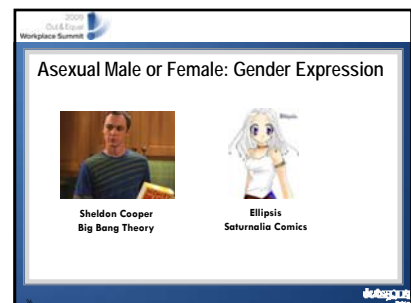 2009
Out & Equal
Workplace Summit
Asexual Male or Female: Gender Expression
Ellipsis
Sheldon Cooper
Big Bang Theory
Ellipsis
Saturnalia Comics